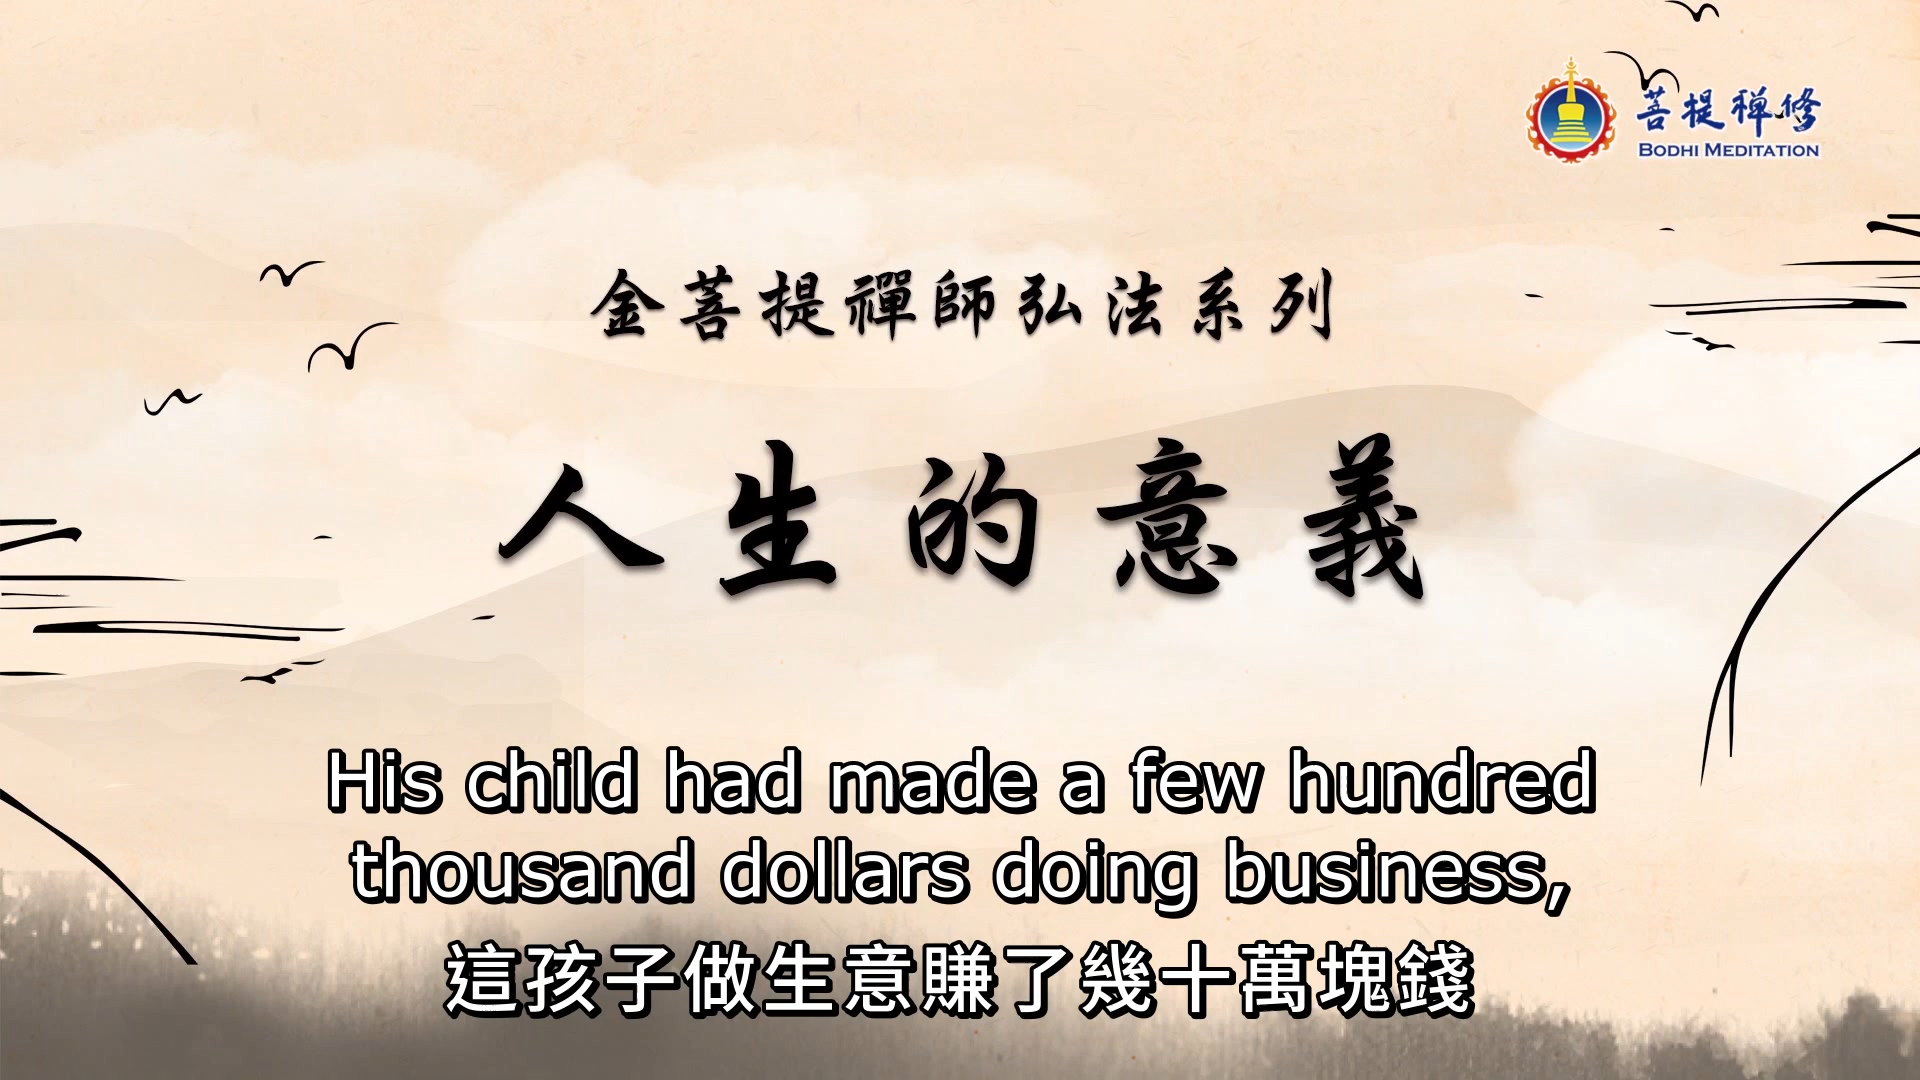 菩提禪修
BODHI MEDITATION
金菩提禪師弘法系列
人生的意義
His child had made a few hundred
thousand dollars doing business,
這孩子做生意賺了幾十萬塊錢